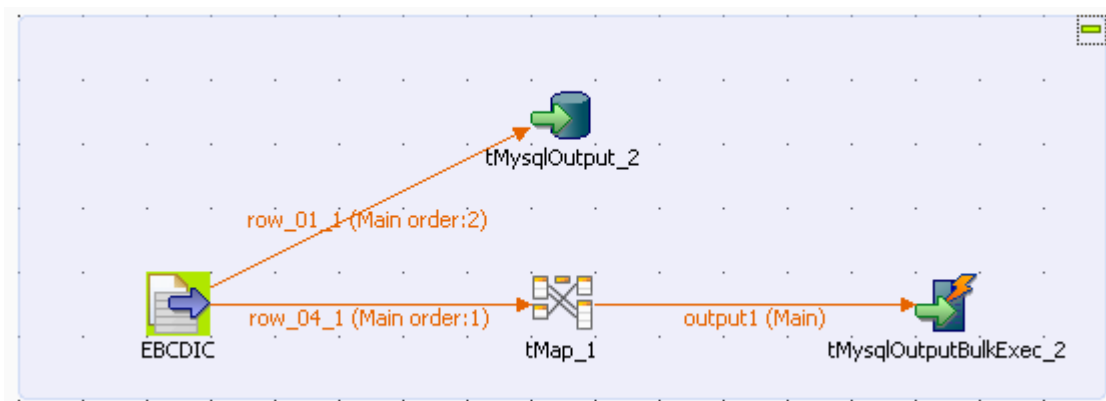 tMysqlOutput_2
row_01_1 (Main order:2)
row_04_1 (Main order:1)
output1 (Main)
EBCDIC
tMap_1
tMysqlOutputBulkExec_2